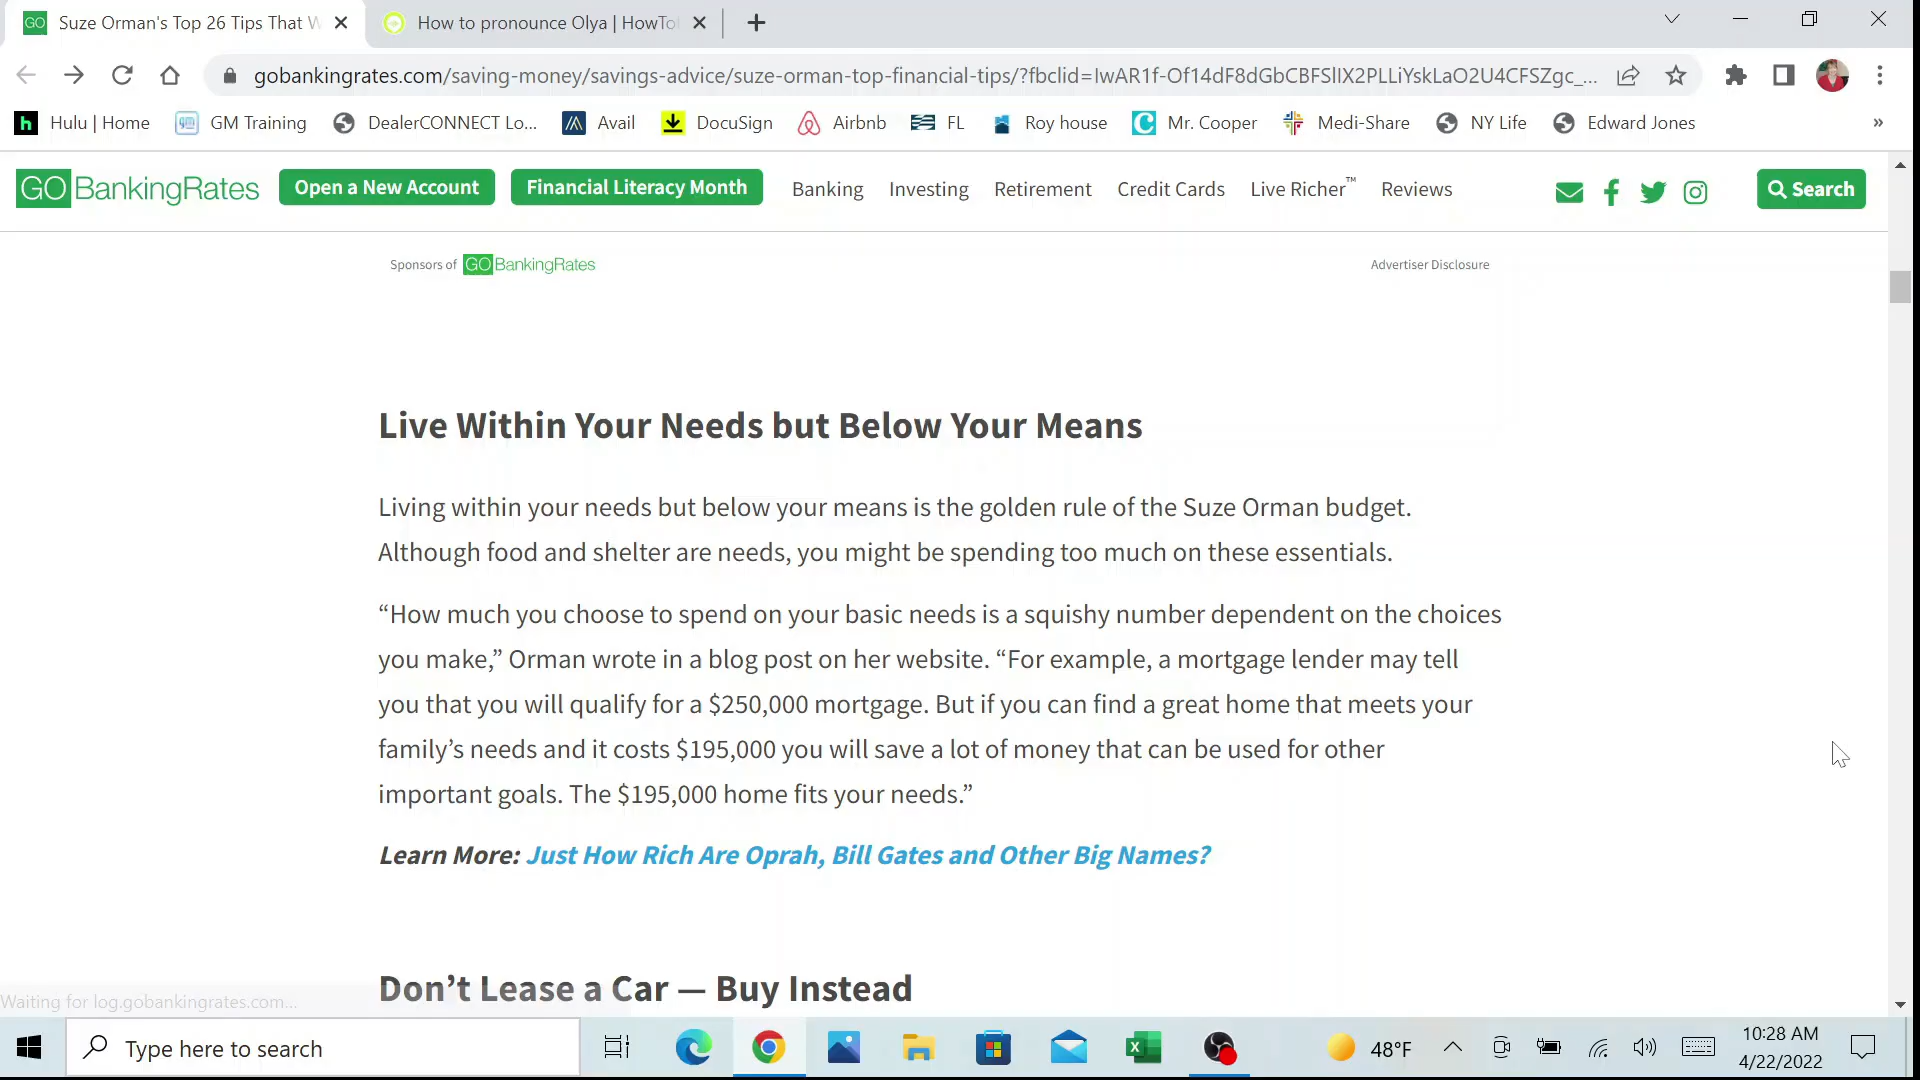 Suze Orman's Top 26 Tips That W
How to pronounce Olya | HowTo
gobankingrates.com/saving-money/savings-advice/suze-orman-top-financial-tips/?fbclid=IwAR1f-Of14dF8dGbCBFSlIX2PLLiYskLaO2U4CFSZgc_...
Hulu | Home GM Training DealerCONNECT Lo... Avail DocuSign Airbnb FL Roy house Mr. Cooper Medi-Share NY Life Edward Jones »
GOBankingRates Open a New Account Financial Literacy Month Banking Investing Retirement Credit Cards Live Richer™ Reviews Search
Sponsors of GOBankingRates Advertiser Disclosure
Live Within Your Needs but Below Your Means
Living within your needs but below your means is the golden rule of the Suze Orman budget.
Although food and shelter are needs, you might be spending too much on these essentials.
“How much you choose to spend on your basic needs is a squishy number dependent on the choices
you make,” Orman wrote in a blog post on her website. “For example, a mortgage lender may tell
you that you will qualify for a $250,000 mortgage. But if you can find a great home that meets your
family’s needs and it costs $195,000 you will save a lot of money that can be used for other
important goals. The $195,000 home fits your needs.”
Learn More: Just How Rich Are Oprah, Bill Gates and Other Big Names?
Don’t Lease a Car — Buy Instead
Waiting for log.gobankingrates.com...
Type here to search
48°F
10:28 AM
4/22/2022